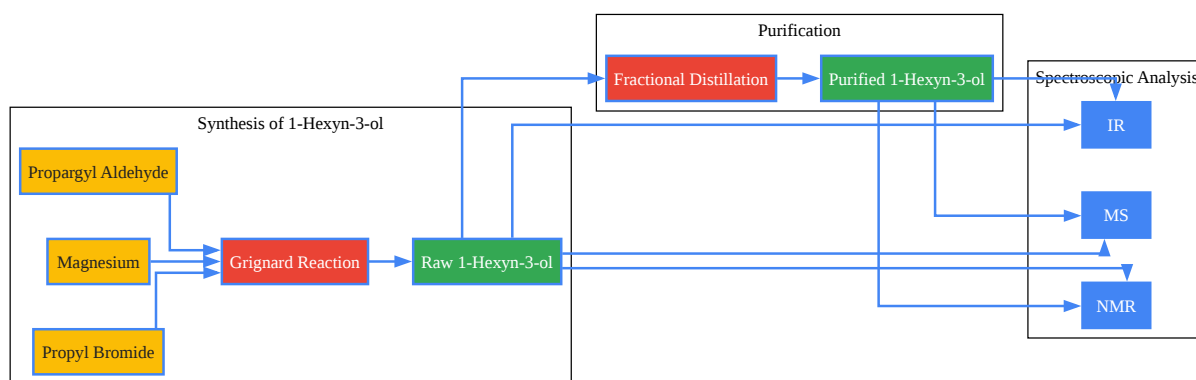 Purification
Fractional Distillation
Purified 1-Hexyn-3-ol
Spectroscopic Analysis
IR
Synthesis of 1-Hexyn-3-ol
Propargyl Aldehyde
MS
Magnesium
Grignard Reaction
Raw 1-Hexyn-3-ol
NMR
Propyl Bromide